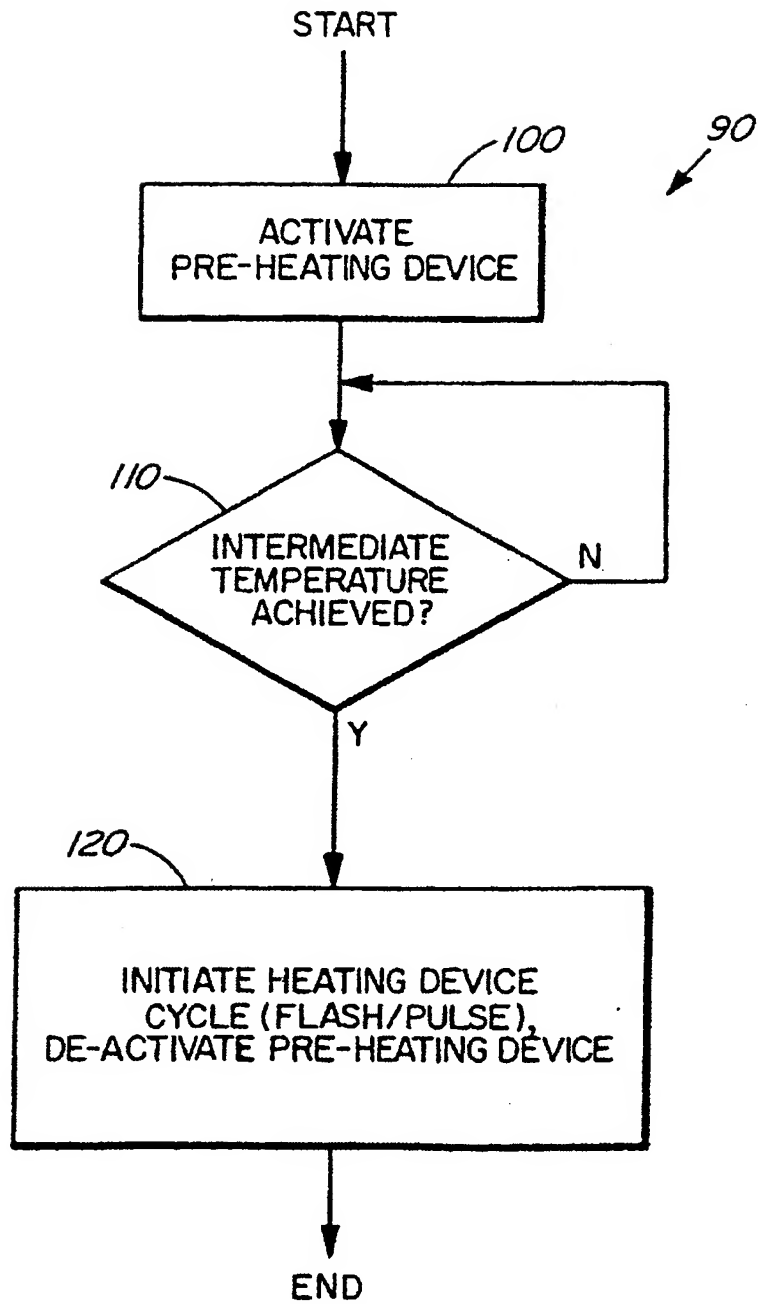 START
100
90
ACTIVATE
PRE-HEATING DEVICE
110
INTERMEDIATE
TEMPERATURE
ACHIEVED?
N
Y
120
INITIATE HEATING DEVICE
CYCLE (FLASH/PULSE),
DE-ACTIVATE PRE-HEATING DEVICE
END